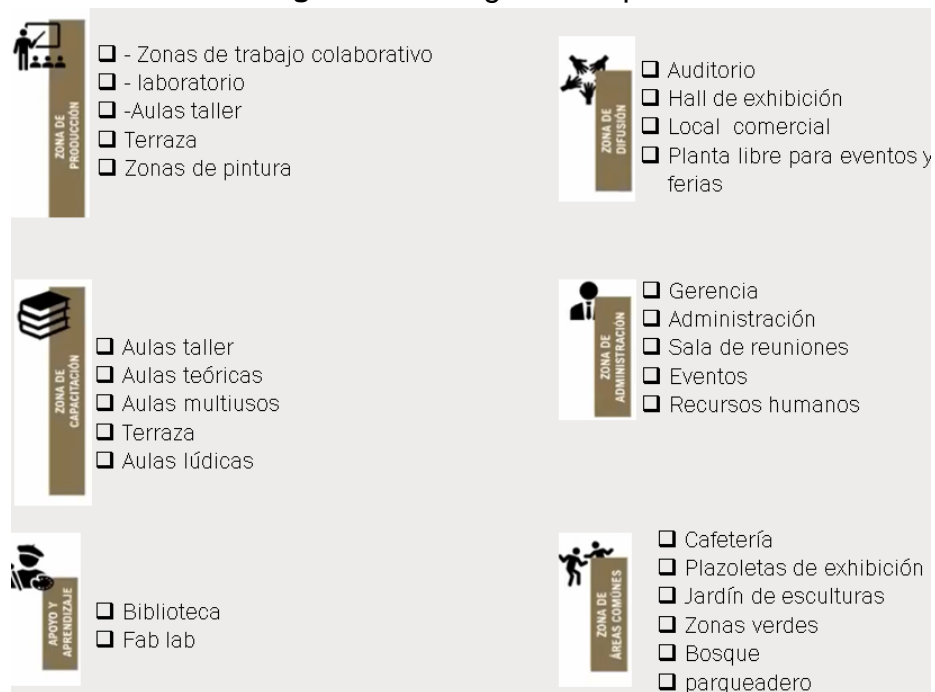 ZONA DE
PRODUCCIÓN
- Zonas de trabajo colaborativo
- laboratorio
-Aulas taller
Terraza
Zonas de pintura
ZONA DE
DIFUSIÓN
Auditorio
Hall de exhibición
Local comercial
Planta libre para eventos y
ferias
ZONA DE
CAPACITACIÓN
Aulas taller
Aulas teóricas
Aulas multiusos
Terraza
Aulas lúdicas
ZONA DE
ADMINISTRACIÓN
Gerencia
Administración
Sala de reuniones
Eventos
Recursos humanos
APOYO Y
APRENDIZAJE
Biblioteca
Fab lab
ZONA DE
ÁREAS COMÚNES
Cafetería
Plazoletas de exhibición
Jardín de esculturas
Zonas verdes
Bosque
parqueadero